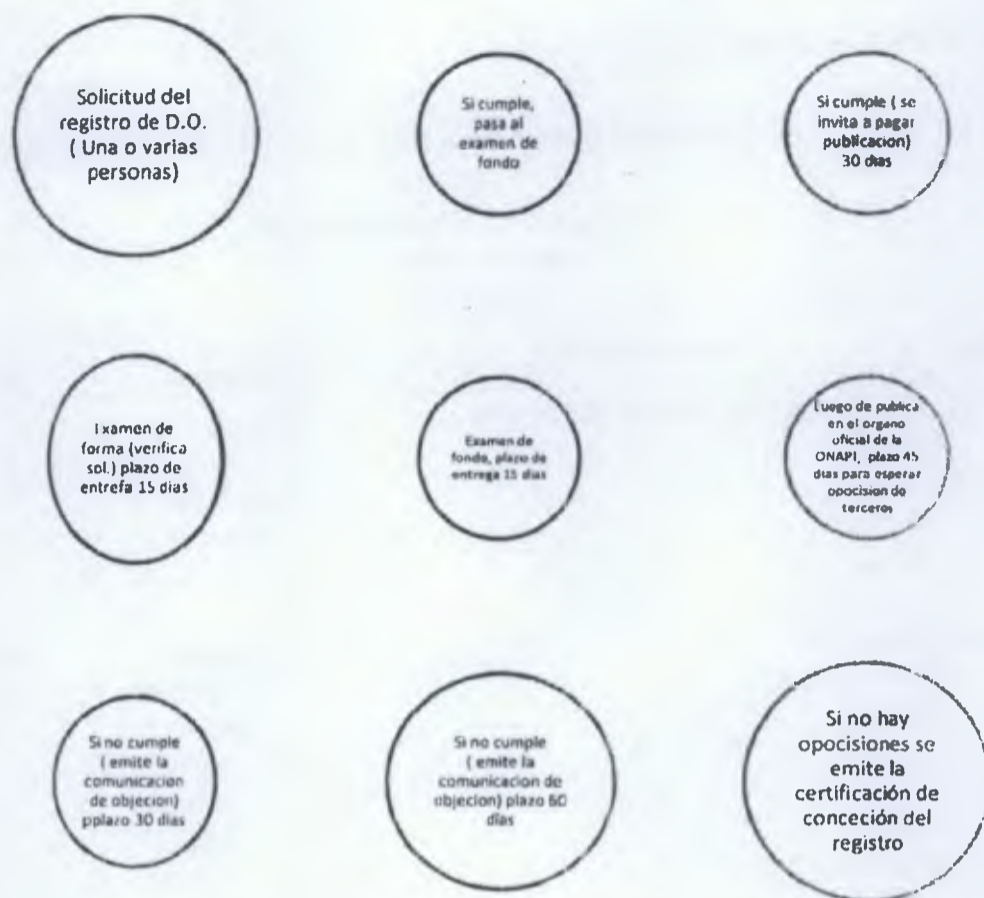 Solicitud del
registro de D.O.
( Una o varias
personas)
Si cumple,
pasa al
examen de
fondo
Si cumple ( se
invita a pagar
publicacion)
30 dias
Examen de
forma (verifica
sol.) plazo de
entrefa 15 dias
Examen de
fondo, plazo de
entrega 15 dias
Luego de publica
en el organo
oficial de la
ONAPI, plazo 45
dias para esperar
opocision de
terceros
Si no cumple
( emite la
comunicacion
de objecion)
pplazo 30 dias
Si no cumple
( emite la
comunicacion de
objecion) plazo 60
dias
Si no hay
opocisiones se
emite la
certificación de
conceción del
registro